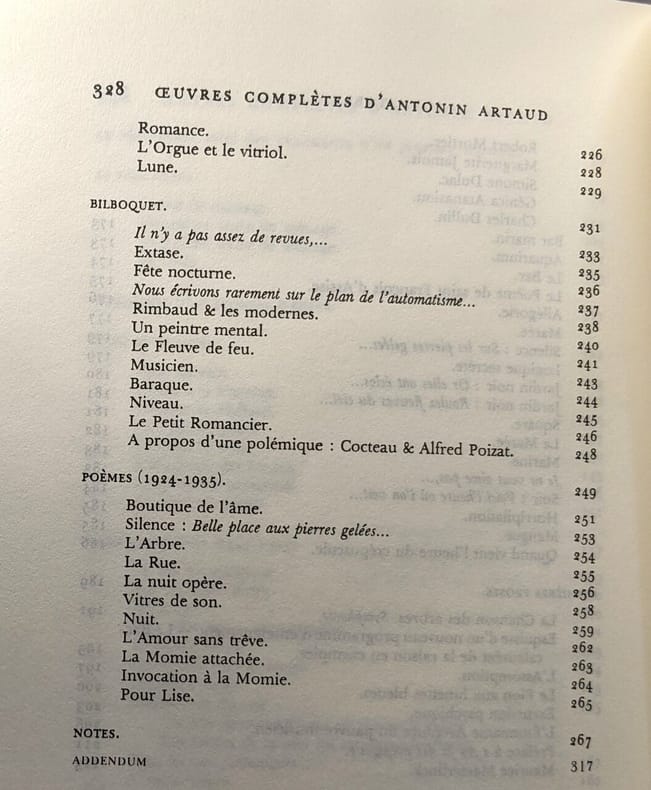 328 ŒUVRES COMPLÈTES D'ANTONIN ARTAUD
Romance. 226
L'Orgue et le vitriol. 228
Lune. 229
BILBOQUET. 231
Il n'y a pas assez de revues,... 233
Extase. 235
Fête nocturne. 236
Nous écrivons rarement sur le plan de l'automatisme... 237
Rimbaud & les modernes. 238
Un peintre mental. 240
Le Fleuve de feu. 241
Musicien. 243
Baraque. 244
Niveau. 245
Le Petit Romancier. 246
A propos d'une polémique : Cocteau & Alfred Poizat. 248
POÈMES (1924-1935). 249
Boutique de l'âme. 251
Silence : Belle place aux pierres gelées... 253
L'Arbre. 254
La Rue. 255
La nuit opère. 256
Vitres de son. 258
Nuit. 259
L'Amour sans trêve. 262
La Momie attachée. 263
Invocation à la Momie. 264
Pour Lise. 265
NOTES. 267
ADDENDUM 317